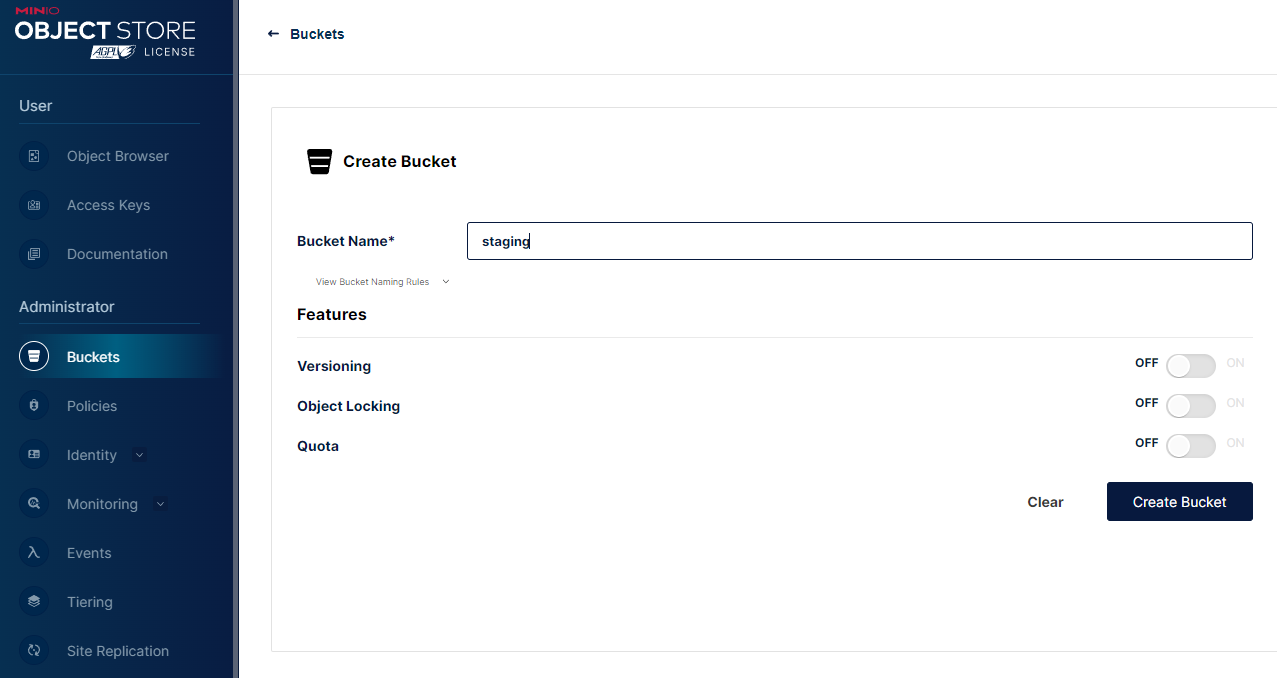 MINIO
OBJECT STORE
AGPL LICENSE
User
Object Browser
Access Keys
Documentation
Administrator
Buckets
Policies
Identity
Monitoring
Events
Tiering
Site Replication
← Buckets
Create Bucket
Bucket Name* staging
View Bucket Naming Rules
Features
Versioning OFF ON
Object Locking OFF ON
Quota OFF ON
Clear Create Bucket